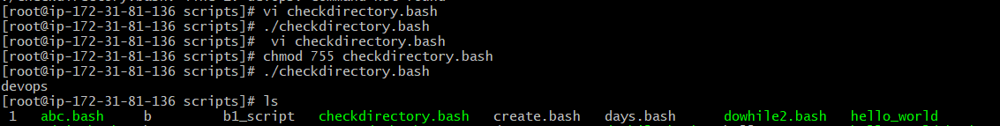 [root@ip-172-31-81-136 scripts]# vi checkdirectory.bash
[root@ip-172-31-81-136 scripts]# ./checkdirectory.bash
[root@ip-172-31-81-136 scripts]#  vi checkdirectory.bash
[root@ip-172-31-81-136 scripts]# chmod 755 checkdirectory.bash
[root@ip-172-31-81-136 scripts]# ./checkdirectory.bash
devops
[root@ip-172-31-81-136 scripts]# ls
1 abc.bash b b1_script checkdirectory.bash create.bash days.bash dowhile2.bash hello_world